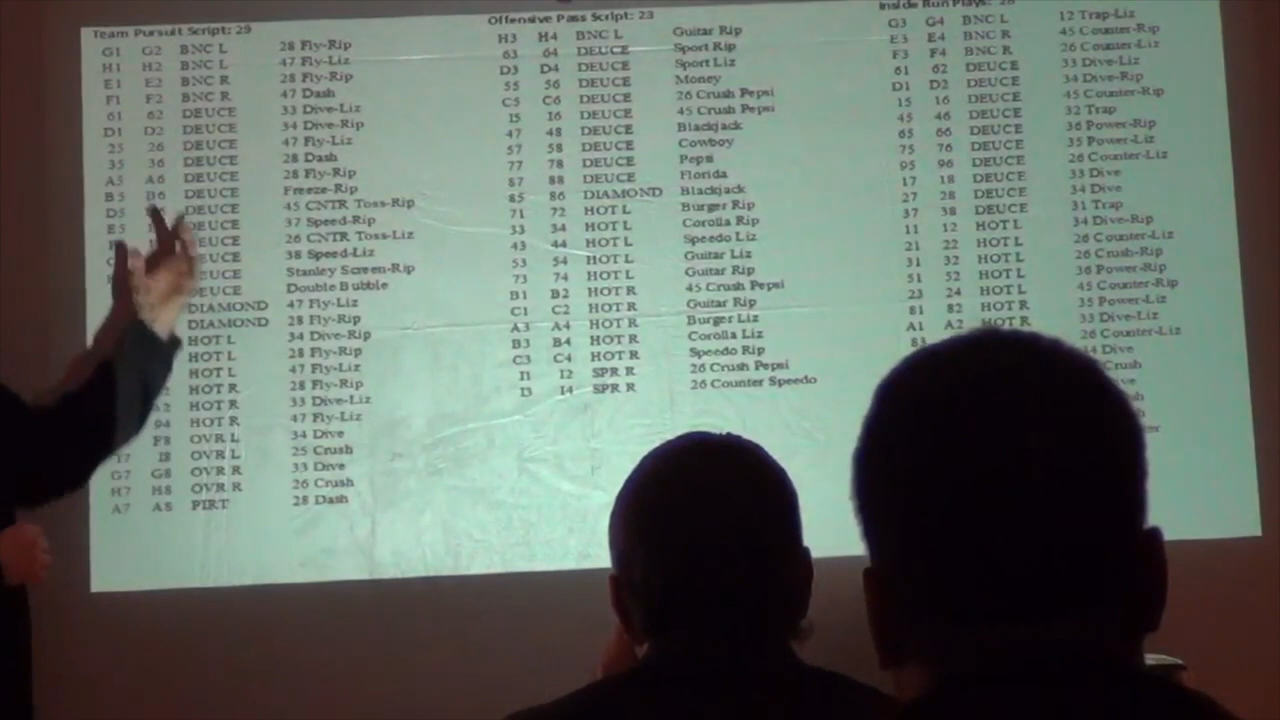 Team Pursuit Script: 29
G1 G2 BNC L 28 Fly-Rip
H1 H2 BNC L 47 Fly-Liz
E1 E2 BNC R 28 Fly-Rip
F1 F2 BNC R 47 Dash
61 62 DEUCE 33 Dive-Liz
D1 D2 DEUCE 34 Dive-Rip
25 26 DEUCE 47 Fly-Liz
35 36 DEUCE 28 Dash
A5 A6 DEUCE 28 Fly-Rip
B5 B6 DEUCE Freeze-Rip
D5 DEUCE 45 CNTR Toss-Rip
E5 DEUCE 37 Speed-Rip
26 CNTR Toss-Liz
38 Speed-Liz
Stanley Screen-Rip
Double Bubble
DIAMOND 47 Fly-Liz
DIAMOND 28 Fly-Rip
HOT L 34 Dive-Rip
HOT L 28 Fly-Rip
HOT L 47 Fly-Liz
HOT R 28 Fly-Rip
HOT R 33 Dive-Liz
94 HOT R 47 Fly-Liz
F8 OVR L 34 Dive
I7 I8 OVR L 25 Crush
G7 G8 OVR R 33 Dive
H7 H8 OVR R 26 Crush
A7 A8 PIRT 28 Dash
Offensive Pass Script: 23
H3 H4 BNC L Guitar Rip
63 64 DEUCE Sport Rip
D3 D4 DEUCE Sport Liz
55 56 DEUCE Money
C5 C6 DEUCE 26 Crush Pepsi
I5 I6 DEUCE 45 Crush Pepsi
47 48 DEUCE Blackjack
57 58 DEUCE Cowboy
77 78 DEUCE Pepsi
87 88 DEUCE Florida
85 86 DIAMOND Blackjack
71 72 HOT L Burger Rip
33 34 HOT L Corolla Rip
43 44 HOT L Speedo Liz
53 54 HOT L Guitar Liz
73 74 HOT L Guitar Rip
B1 B2 HOT R 45 Crush Pepsi
C1 C2 HOT R Guitar Rip
A3 A4 HOT R Burger Liz
B3 B4 HOT R Corolla Liz
C3 C4 HOT R Speedo Rip
I1 I2 SPR R 26 Crush Pepsi
I3 I4 SPR R 26 Counter Speedo
Inside Run Plays:
G3 G4 BNC L 12 Trap-Liz
E3 E4 BNC R 45 Counter-Rip
F3 F4 BNC R 26 Counter-Liz
61 62 DEUCE 33 Dive-Liz
D1 D2 DEUCE 34 Dive-Rip
15 16 DEUCE 45 Counter-Rip
45 46 DEUCE 32 Trap
65 66 DEUCE 36 Power-Rip
75 76 DEUCE 35 Power-Liz
95 96 DEUCE 26 Counter-Liz
17 18 DEUCE 33 Dive
27 28 DEUCE 34 Dive
37 38 DEUCE 31 Trap
11 12 HOT L 34 Dive-Rip
21 22 HOT L 26 Counter-Liz
31 32 HOT L 26 Crush-Rip
51 52 HOT L 36 Power-Rip
23 24 HOT R 45 Counter-Rip
81 82 HOT R 35 Power-Liz
A1 A2 HOT R 33 Dive-Liz
83 26 Counter-Liz
Dive